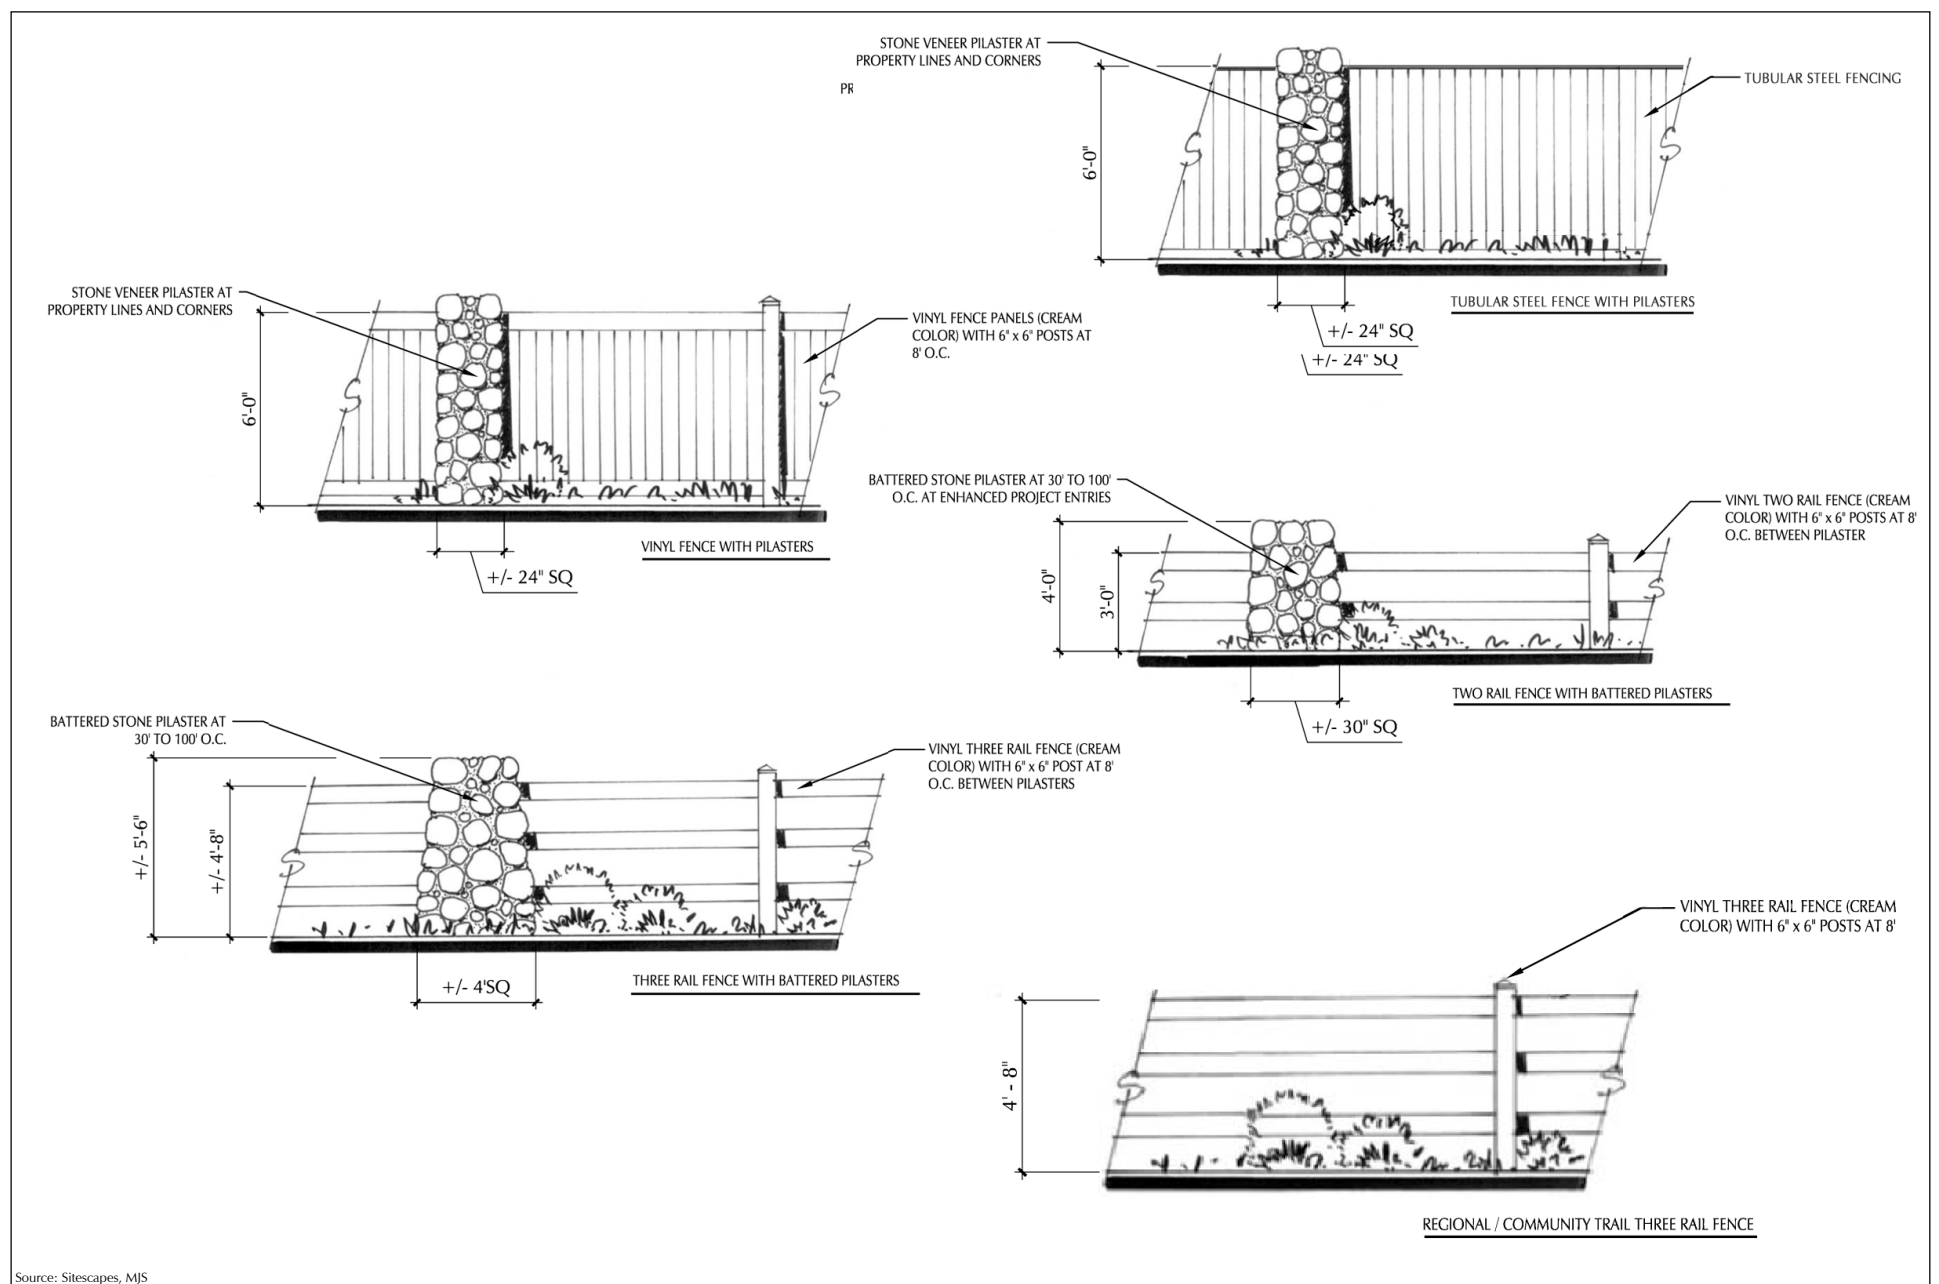 STONE VENEER PILASTER AT
PROPERTY LINES AND CORNERS
PR
TUBULAR STEEL FENCING
6'-0"
TUBULAR STEEL FENCE WITH PILASTERS
+/- 24" SQ
+/- 24" SQ
STONE VENEER PILASTER AT
PROPERTY LINES AND CORNERS
VINYL FENCE PANELS (CREAM
COLOR) WITH 6" x 6" POSTS AT
8' O.C.
6'-0"
VINYL FENCE WITH PILASTERS
+/- 24" SQ
BATTERED STONE PILASTER AT 30' TO 100'
O.C. AT ENHANCED PROJECT ENTRIES
VINYL TWO RAIL FENCE (CREAM
COLOR) WITH 6" x 6" POSTS AT 8'
O.C. BETWEEN PILASTER
4'-0"
3'-0"
TWO RAIL FENCE WITH BATTERED PILASTERS
+/- 30" SQ
BATTERED STONE PILASTER AT
30' TO 100' O.C.
VINYL THREE RAIL FENCE (CREAM
COLOR) WITH 6" x 6" POST AT 8'
O.C. BETWEEN PILASTERS
+/- 5'-6"
+/- 4'-8"
THREE RAIL FENCE WITH BATTERED PILASTERS
+/- 4'SQ
VINYL THREE RAIL FENCE (CREAM
COLOR) WITH 6" x 6" POSTS AT 8'
4' - 8"
REGIONAL / COMMUNITY TRAIL THREE RAIL FENCE
Source: Sitescapes, MJS